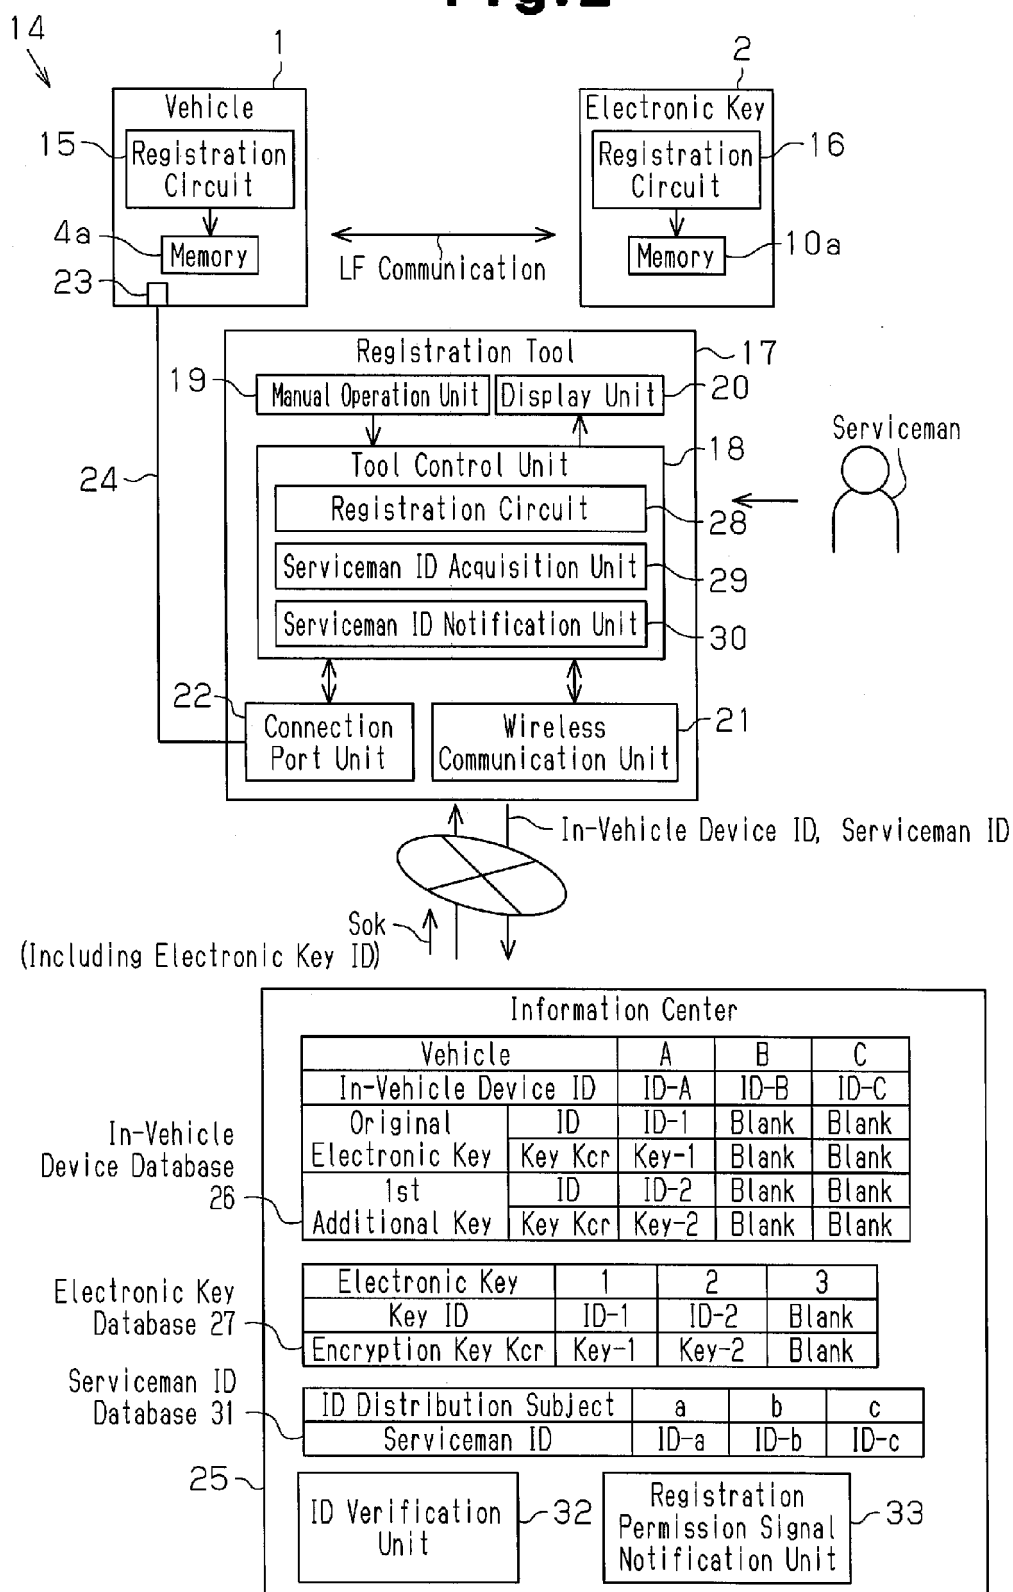 Fig.2
14
1
2
Vehicle
Electronic Key
15
Registration
Circuit
Registration
Circuit
16
4a
Memory
Memory
10a
23
LF Communication
Registration Tool
17
19
Manual Operation Unit
Display Unit
20
Tool Control Unit
18
Serviceman
24
Registration Circuit
28
Serviceman ID Acquisition Unit
29
Serviceman ID Notification Unit
30
22
Connection
Port Unit
Wireless
Communication Unit
21
In-Vehicle Device ID, Serviceman ID
Sok
(Including Electronic Key ID)
Information Center
Vehicle A B C
In-Vehicle Device ID ID-A ID-B ID-C
Original
Electronic Key
ID ID-1 Blank Blank
Key Kcr Key-1 Blank Blank
1st
Additional Key
ID ID-2 Blank Blank
Key Kcr Key-2 Blank Blank
In-Vehicle
Device Database
26
Electronic Key 1 2 3
Key ID ID-1 ID-2 Blank
Encryption Key Kcr Key-1 Key-2 Blank
Electronic Key
Database 27
Serviceman ID
Database 31
ID Distribution Subject a b c
Serviceman ID ID-a ID-b ID-c
25
ID Verification
Unit
32
Registration
Permission Signal
Notification Unit
33